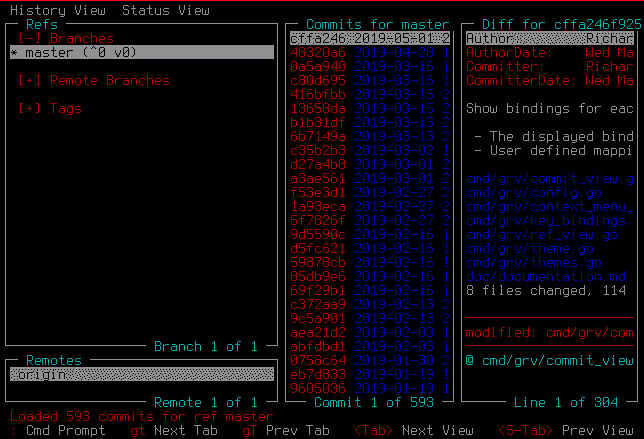 History View  Status View
Refs
[-] Branches
* master (^0 v0)
[+] Remote Branches
[+] Tags
Branch 1 of 1
Remotes
origin
Remote 1 of 1
Commits for master
cffa246 2019-05-01 2
48320a6 2019-04-28 1
0a5a940 2019-03-16 1
c80d695 2019-03-16 1
416bfbb 2019-03-15 2
13658da 2019-03-15 2
b1b31df 2019-03-13 2
6b7149a 2019-03-13 1
c35b2b3 2019-03-02 1
d27a4b8 2019-03-01 2
a3ae561 2019-03-01 2
f53e3d1 2019-02-27 2
1a93eca 2019-02-27 2
5f7826f 2019-02-27 2
9d5590c 2019-02-16 1
d5fc621 2019-02-16 1
59878cb 2019-02-16 1
85db9e6 2019-02-16 1
69f29b1 2019-02-16 1
c372aa9 2019-02-13 2
9c5a901 2019-02-13 2
aea21d2 2019-02-03 1
abfdbd1 2019-02-03 1
0758c64 2019-01-30 2
eb7d833 2019-01-19 1
9605036 2019-01-19 1
Commit 1 of 593
Diff for cffa246f925
Author: Richar
AuthorDate: Wed Ma
Committer: Richar
CommitterDate: Wed Ma
Show bindings for eac
- The displayed bind
- User defined mappi
cmd/grv/commit_view.g
cmd/grv/config.go
cmd/grv/context_menu_
cmd/grv/key_bindings.
cmd/grv/ref_view.go
cmd/grv/theme.go
cmd/grv/themes.go
doc/documentation.md
8 files changed, 114
modified: cmd/grv/com
@ cmd/grv/commit_view
Line 1 of 304
Loaded 593 commits for ref master
: Cmd Prompt  gt Next Tab  gT Prev Tab  <Tab> Next View  <S-Tab> Prev View